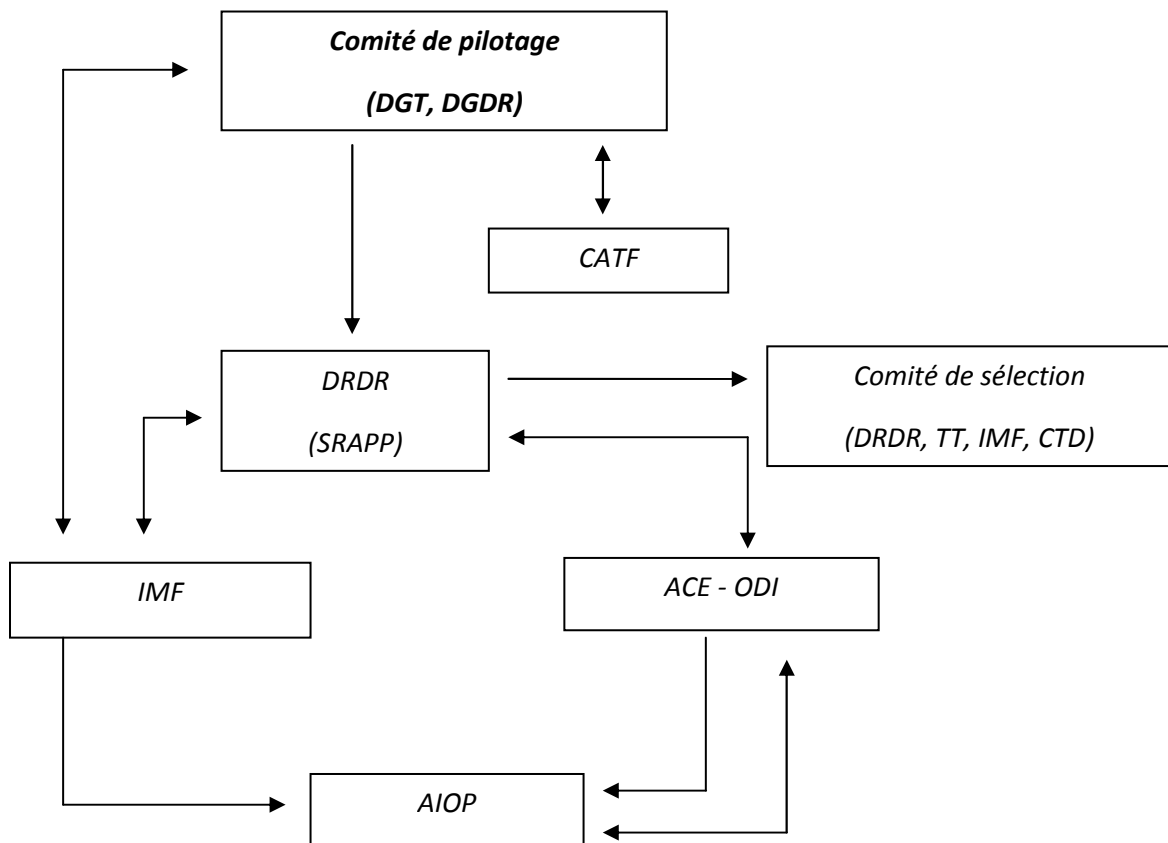 Comité de pilotage
(DGT, DGDR)
CATF
DRDR
(SRAPP)
Comité de sélection
(DRDR, TT, IMF, CTD)
IMF
ACE - ODI
AIOP